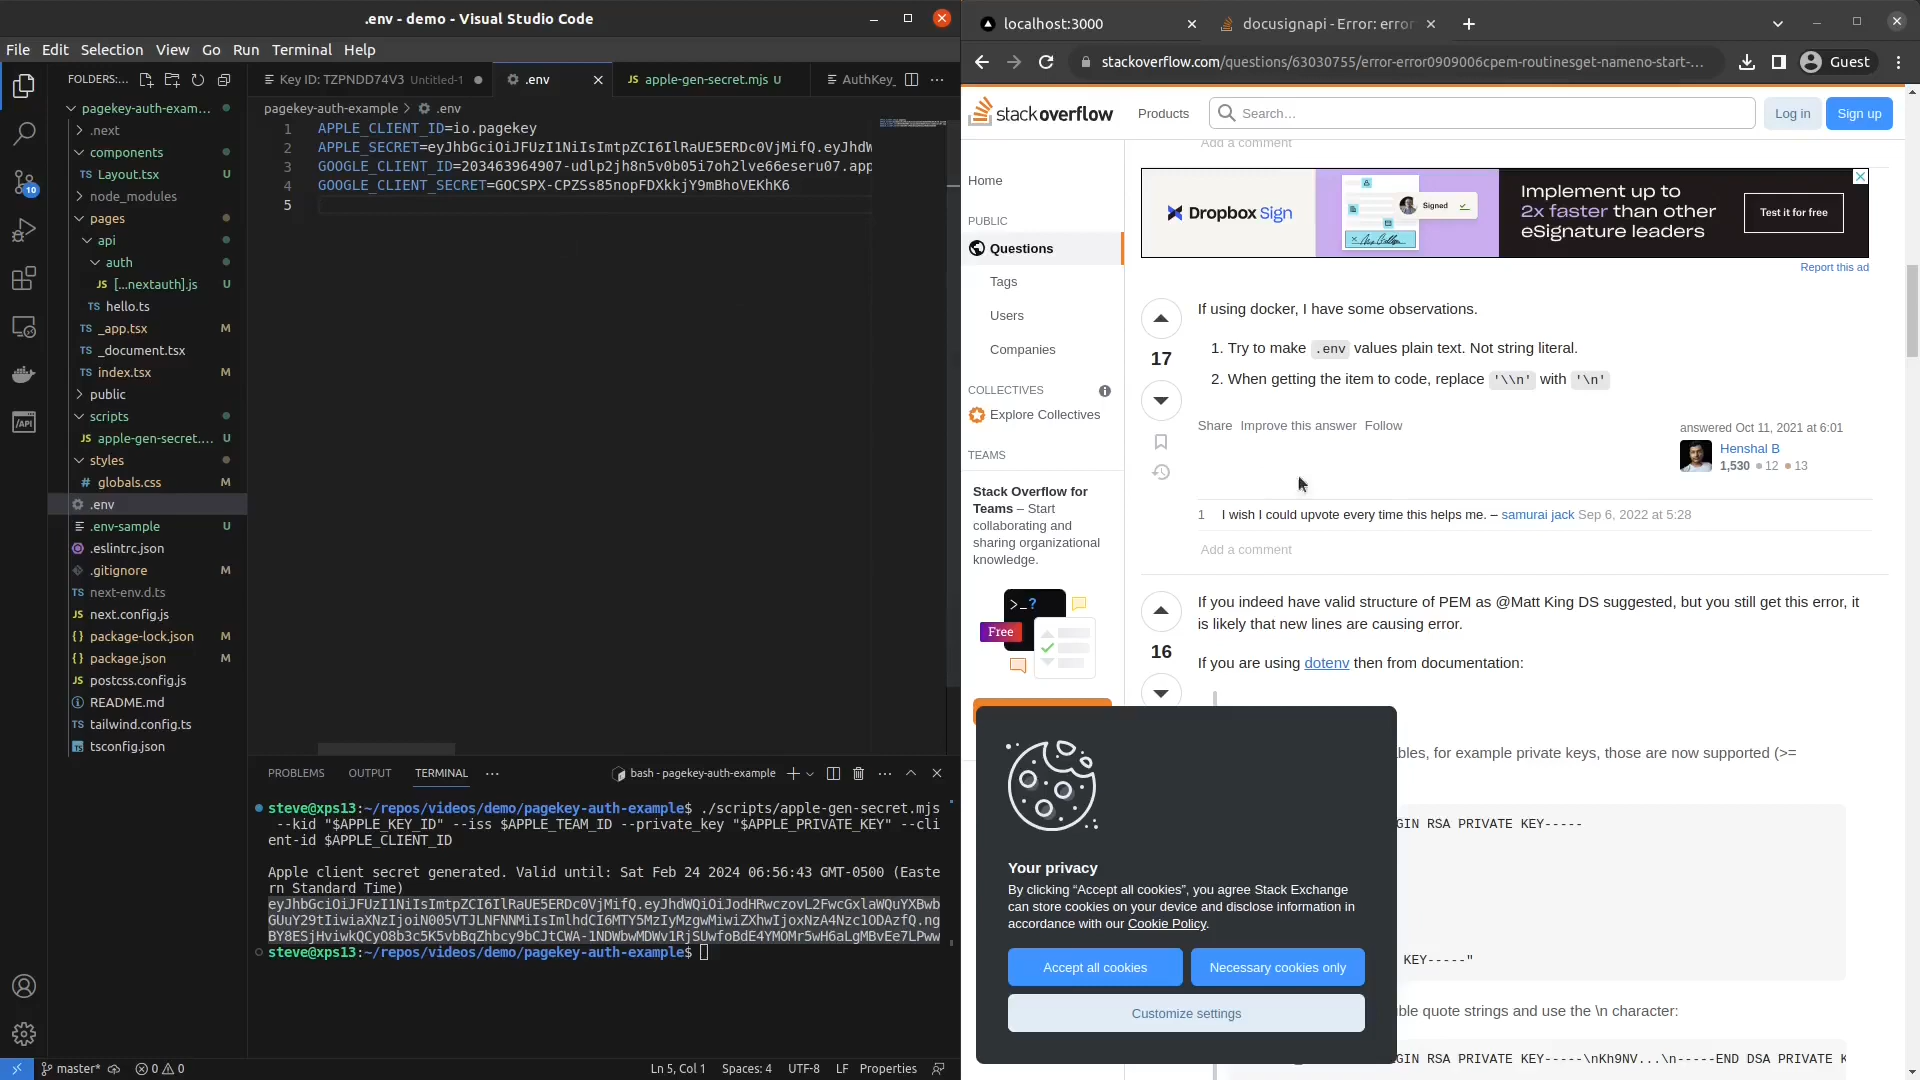 .env - demo - Visual Studio Code
File Edit Selection View Go Run Terminal Help
FOLDERS:...
Key ID: TZPNDD74V3 Untitled-1
.env
apple-gen-secret.mjs U
AuthKey_
pagekey-auth-exam...
.next
components
TS Layout.tsx U
node_modules
pages
api
auth
JS [...nextauth].js U
TS hello.ts
TS _app.tsx M
TS _document.tsx
TS index.tsx M
public
scripts
JS apple-gen-secret.... U
styles
# globals.css M
.env
.env-sample U
.eslintrc.json
.gitignore M
TS next-env.d.ts
JS next.config.js
{} package-lock.json M
{} package.json M
JS postcss.config.js
README.md
TS tailwind.config.ts
tsconfig.json
10
pagekey-auth-example > .env
1 APPLE_CLIENT_ID=io.pagekey
2 APPLE_SECRET=eyJhbGciOiJFUzI1NiIsImtpZCI6IlRaUE5ERDc0VjMifQ.eyJhdW
3 GOOGLE_CLIENT_ID=203463964907-udlp2jh8n5v0b05i7oh2lve66eseru07.app
4 GOOGLE_CLIENT_SECRET=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
5
PROBLEMS OUTPUT TERMINAL ...
bash - pagekey-auth-example
steve@xps13:~/repos/videos/demo/pagekey-auth-example$ ./scripts/apple-gen-secret.mjs
--kid "$APPLE_KEY_ID" --iss $APPLE_TEAM_ID --private_key "$APPLE_PRIVATE_KEY" --cli
ent-id $APPLE_CLIENT_ID
Apple client secret generated. Valid until: Sat Feb 24 2024 06:56:43 GMT-0500 (Easte
rn Standard Time)
eyJhbGciOiJFUzI1NiIsImtpZCI6IlRaUE5ERDc0VjMifQ.eyJhdWQiOiJodHRwczovL2FwcGxlaWQuYXBwb
GUuY29tIiwiaXNzIjoiN005VTJLNFNNMiIsImlhdCI6MTY5MzIyMzgwMiwiZXhwIjoxNzA4Nzc1ODAzfQ.ng
BY8ESjHviwkQCyO8b3c5K5vbBqZhbcy9bCJtCWA-1NDWbwMDWv1RjSUwfoBdE4YMOMr5wH6aLgMBvEe7LPww
steve@xps13:~/repos/videos/demo/pagekey-auth-example$
master* 0 0
Ln 5, Col 1 Spaces: 4 UTF-8 LF Properties
localhost:3000
docusignapi - Error: error
stackoverflow.com/questions/63030755/error-error0909006cpem-routinesget-nameno-start-...
Guest
stackoverflow
Products
Search...
Log in
Sign up
Home
PUBLIC
Questions
Tags
Users
Companies
COLLECTIVES
Explore Collectives
TEAMS
Stack Overflow for
Teams – Start
collaborating and
sharing organizational
knowledge.
>_?
Free
Add a comment
Dropbox Sign
Signed
Implement up to
2x faster than other
eSignature leaders
Test it for free
Report this ad
If using docker, I have some observations.
17
1. Try to make .env values plain text. Not string literal.
2. When getting the item to code, replace '\\n' with '\n'
Share Improve this answer Follow
answered Oct 11, 2021 at 6:01
Henshal B
1,530 12 13
1 I wish I could upvote every time this helps me. – samurai jack Sep 6, 2022 at 5:28
Add a comment
16
If you indeed have valid structure of PEM as @Matt King DS suggested, but you still get this error, it
is likely that new lines are causing error.
If you are using dotenv then from documentation:
bles, for example private keys, those are now supported (>=
GIN RSA PRIVATE KEY-----
KEY-----"
ble quote strings and use the \n character:
GIN RSA PRIVATE KEY-----\nKh9NV...\n-----END DSA PRIVATE K
Your privacy
By clicking “Accept all cookies”, you agree Stack Exchange
can store cookies on your device and disclose information in
accordance with our Cookie Policy.
Accept all cookies
Necessary cookies only
Customize settings